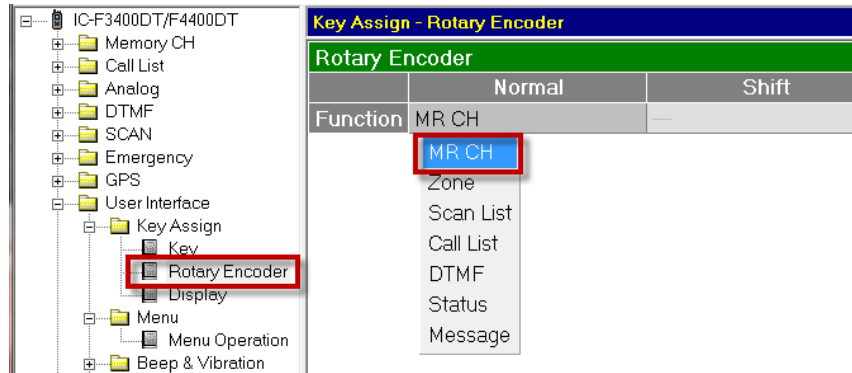 IC-F3400DT/F4400DT
Memory CH
Call List
Analog
DTMF
SCAN
Emergency
GPS
User Interface
Key Assign
Key
Rotary Encoder
Display
Menu
Menu Operation
Beep & Vibration
Key Assign - Rotary Encoder
Rotary Encoder
Normal Shift
Function MR CH —
MR CH
Zone
Scan List
Call List
DTMF
Status
Message